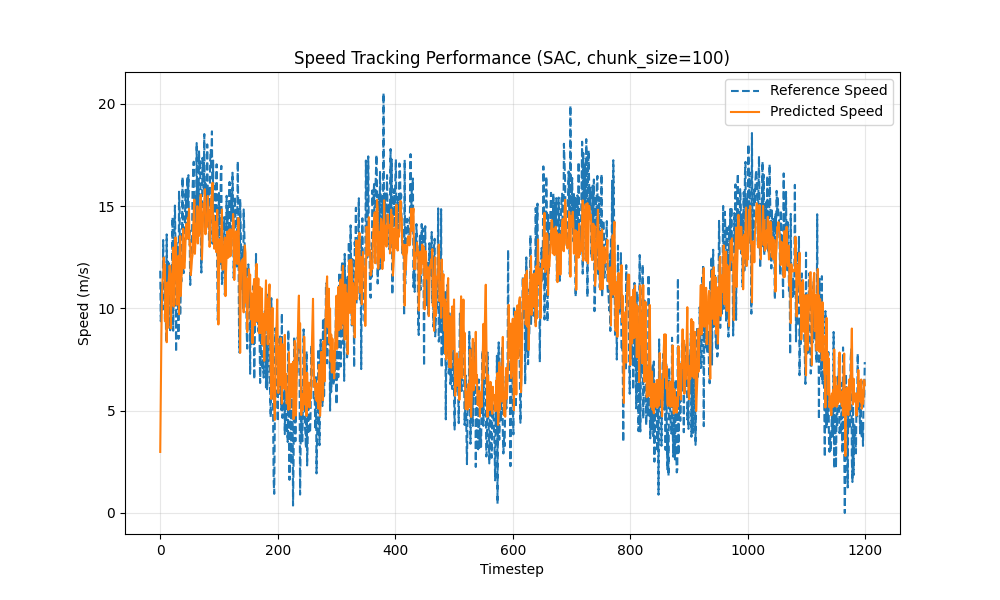 Speed Tracking Performance (SAC, chunk_size=100)
Reference Speed
Predicted Speed
20
15
10
5
0
Speed (m/s)
0 200 400 600 800 1000 1200
Timestep